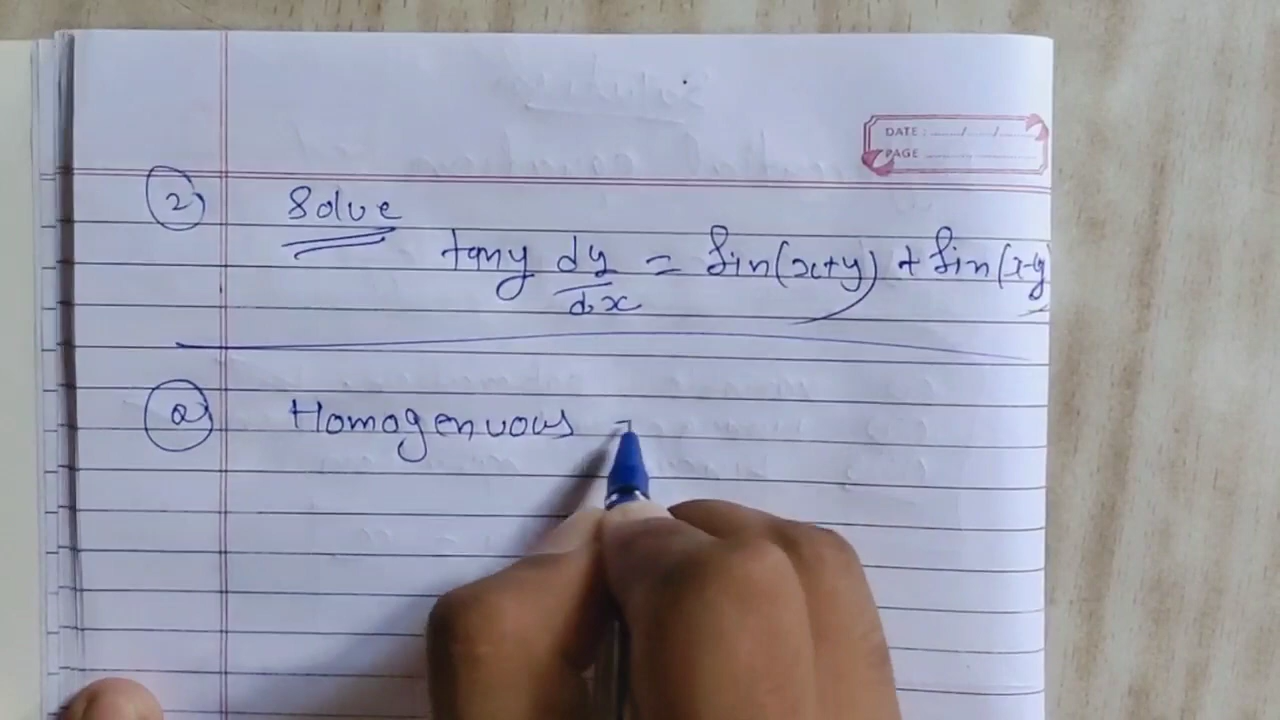 DATE : ....../....../......
PAGE ........................
2) Solve
tany dy/dx = Sin(x+y) + Sin(x-y)
a) Homogenuous